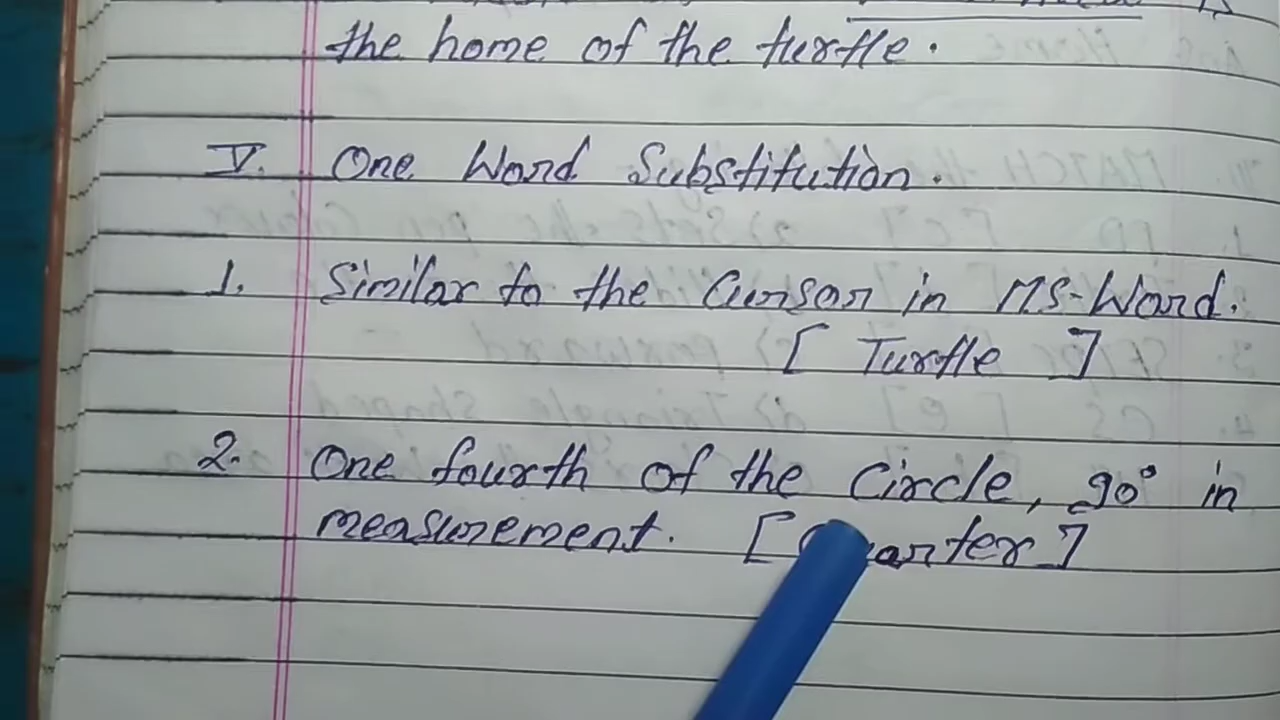 the home of the turtle.
V. One Word Substitution.
1. Similar to the Cursor in MS-Word.
[ Turtle ]
2. One fourth of the Circle, 90° in
measurement. [Quarter]